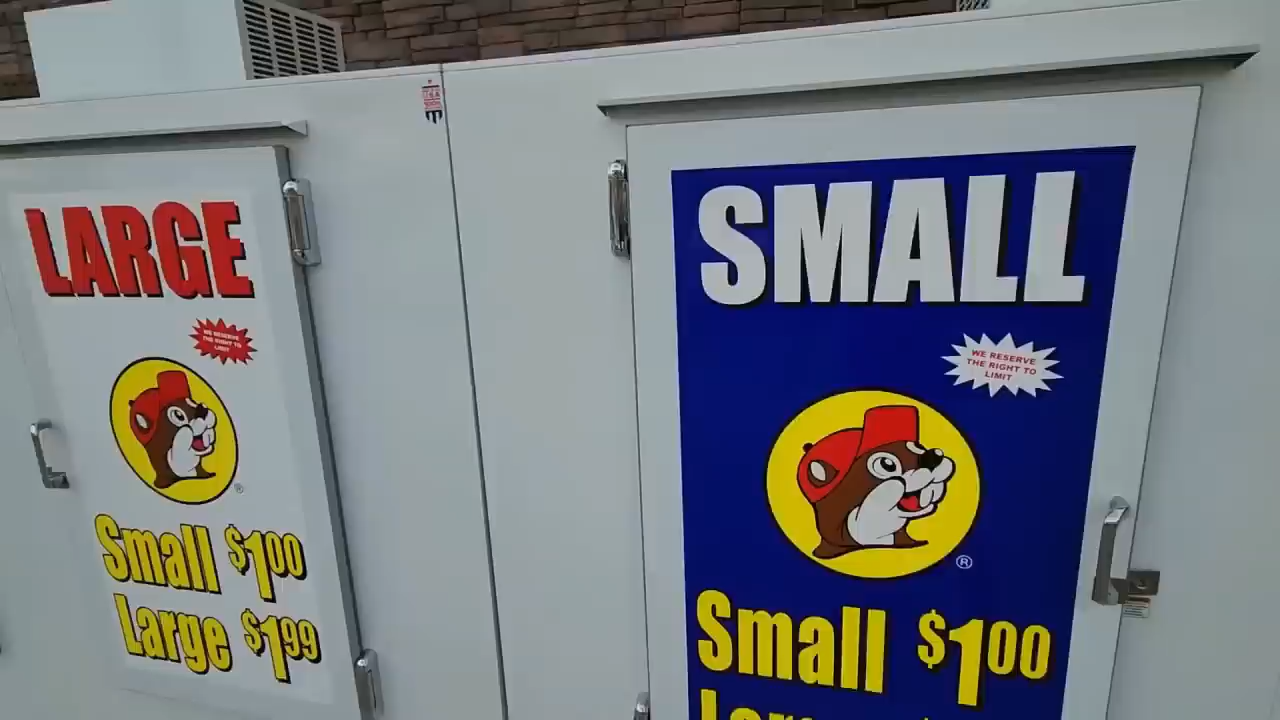 LARGE
WE RESERVE
THE RIGHT TO
LIMIT
®
Small $1.00
Large $1.99
SMALL
WE RESERVE
THE RIGHT TO
LIMIT
®
Small $1.00